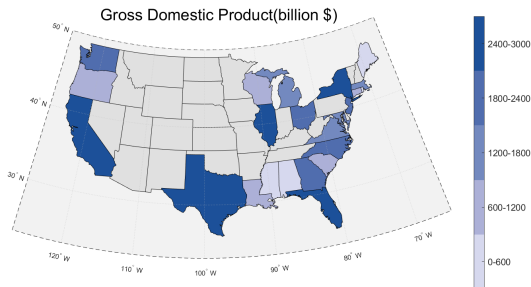 Gross Domestic Product(billion $)
50° N
40° N
30° N
120° W
110° W
100° W
90° W
80° W
70° W
2400-3000
1800-2400
1200-1800
600-1200
0-600